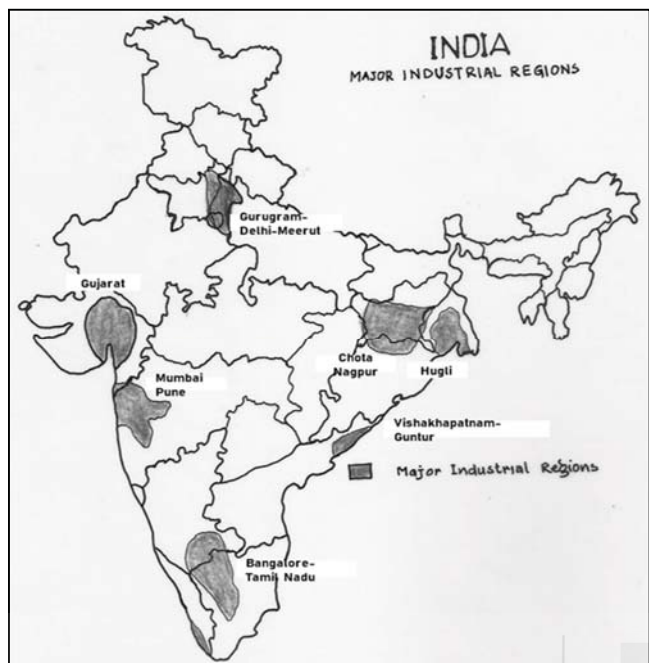 INDIA
MAJOR INDUSTRIAL REGIONS
Gurugram-
Delhi-Meerut
Gujarat
Mumbai
Pune
Chota
Nagpur
Hugli
Vishakhapatnam-
Guntur
Major Industrial Regions
Bangalore-
Tamil Nadu